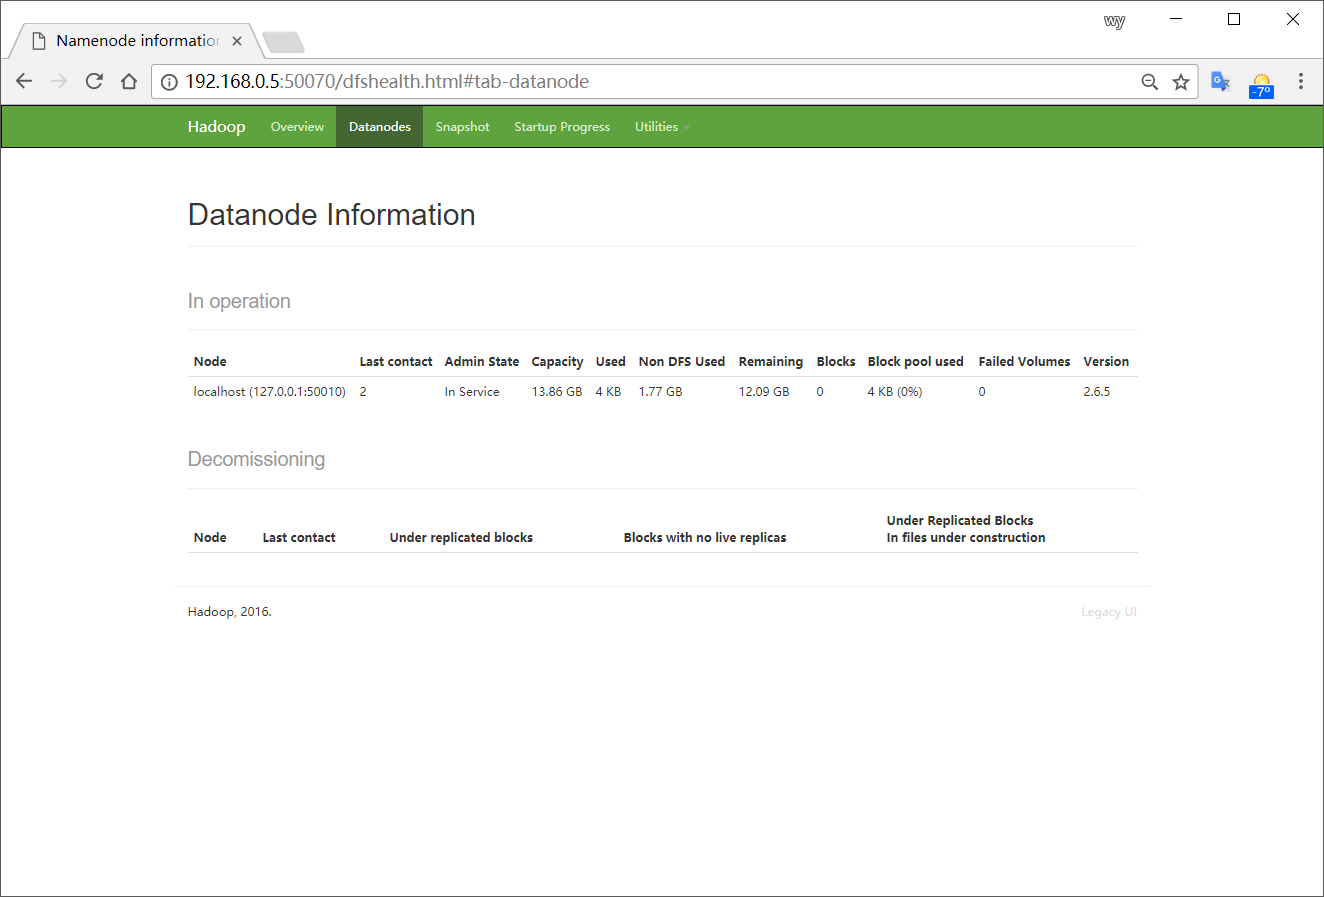 wy
Namenode information
192.168.0.5:50070/dfshealth.html#tab-datanode
-7°
Hadoop Overview Datanodes Snapshot Startup Progress Utilities
Datanode Information
In operation
Node Last contact Admin State Capacity Used Non DFS Used Remaining Blocks Block pool used Failed Volumes Version
localhost (127.0.0.1:50010) 2 In Service 13.86 GB 4 KB 1.77 GB 12.09 GB 0 4 KB (0%) 0 2.6.5
Decomissioning
Node Last contact Under replicated blocks Blocks with no live replicas Under Replicated Blocks
In files under construction
Hadoop, 2016. Legacy UI